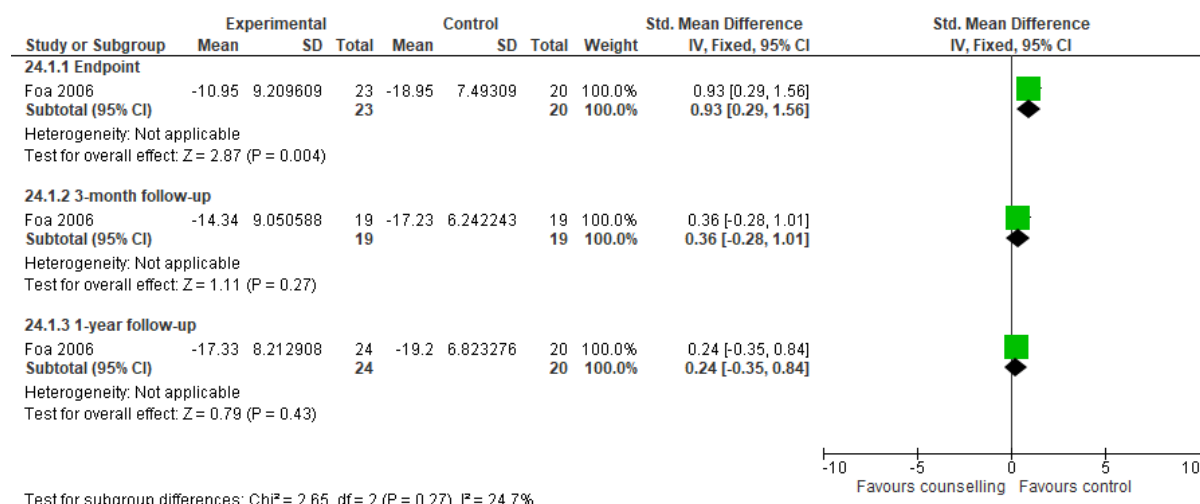 Experimental Control Std. Mean Difference Std. Mean Difference
Study or Subgroup Mean SD Total Mean SD Total Weight IV, Fixed, 95% CI IV, Fixed, 95% CI
24.1.1 Endpoint
Foa 2006 -10.95 9.209609 23 -18.95 7.49309 20 100.0% 0.93 [0.29, 1.56]
Subtotal (95% CI) 23 20 100.0% 0.93 [0.29, 1.56]
Heterogeneity: Not applicable
Test for overall effect: Z = 2.87 (P = 0.004)
24.1.2 3-month follow-up
Foa 2006 -14.34 9.050588 19 -17.23 6.242243 19 100.0% 0.36 [-0.28, 1.01]
Subtotal (95% CI) 19 19 100.0% 0.36 [-0.28, 1.01]
Heterogeneity: Not applicable
Test for overall effect: Z = 1.11 (P = 0.27)
24.1.3 1-year follow-up
Foa 2006 -17.33 8.212908 24 -19.2 6.823276 20 100.0% 0.24 [-0.35, 0.84]
Subtotal (95% CI) 24 20 100.0% 0.24 [-0.35, 0.84]
Heterogeneity: Not applicable
Test for overall effect: Z = 0.79 (P = 0.43)
-10 -5 0 5 10
Favours counselling Favours control
Test for subgroup differences: Chi² = 2.65, df = 2 (P = 0.27), I² = 24.7%